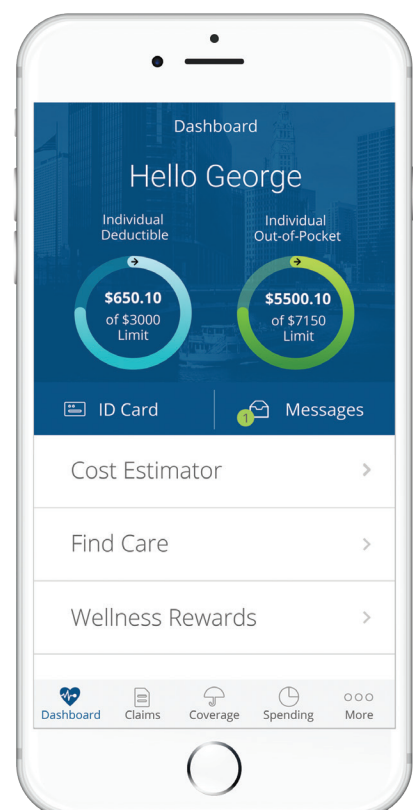 Dashboard
Hello George
Individual
Deductible
$650.10
of $3000
Limit
Individual
Out-of-Pocket
$5500.10
of $7150
Limit
ID Card
1
Messages
Cost Estimator
Find Care
Wellness Rewards
Dashboard
Claims
Coverage
Spending
More